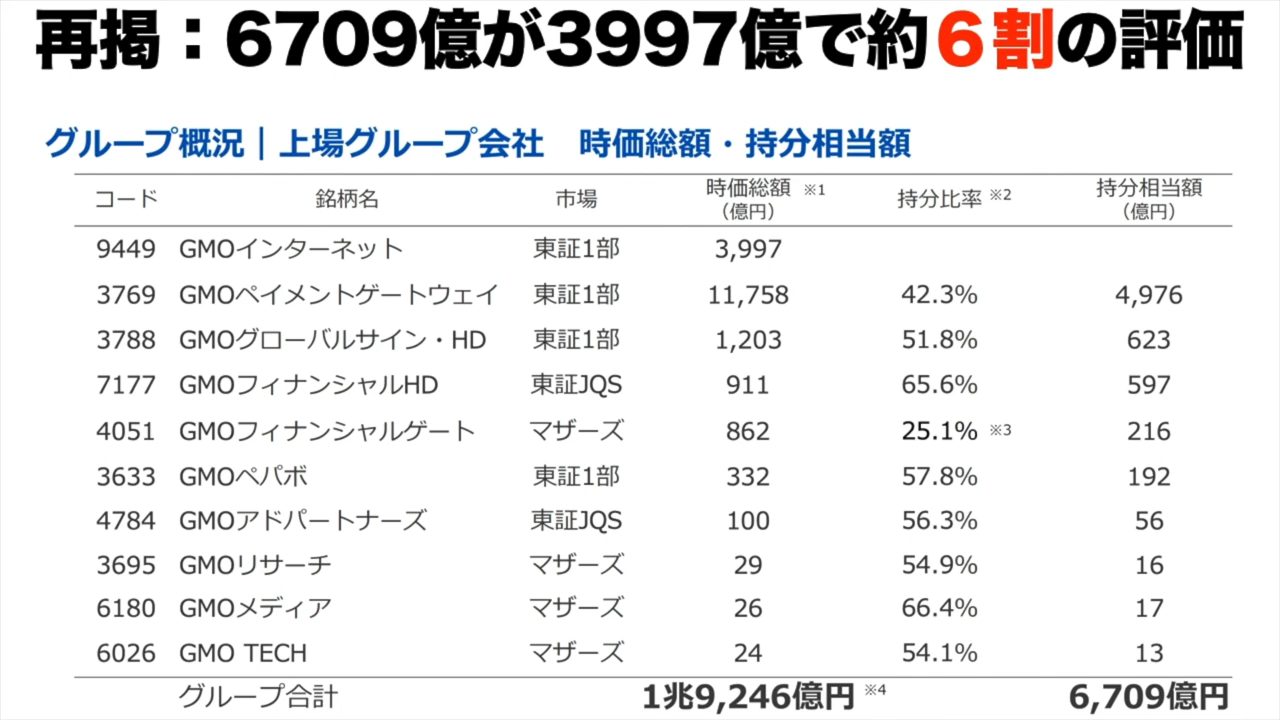 再掲：6709億が3997億で約６割の評価
グループ概況｜上場グループ会社　時価総額・持分相当額
コード 銘柄名 市場 時価総額 ※1 （億円） 持分比率 ※2 持分相当額 （億円）
9449 GMOインターネット 東証1部 3,997
3769 GMOペイメントゲートウェイ 東証1部 11,758 42.3% 4,976
3788 GMOグローバルサイン・HD 東証1部 1,203 51.8% 623
7177 GMOフィナンシャルHD 東証JQS 911 65.6% 597
4051 GMOフィナンシャルゲート マザーズ 862 25.1% ※3 216
3633 GMOペパボ 東証1部 332 57.8% 192
4784 GMOアドパートナーズ 東証JQS 100 56.3% 56
3695 GMOリサーチ マザーズ 29 54.9% 16
6180 GMOメディア マザーズ 26 66.4% 17
6026 GMO TECH マザーズ 24 54.1% 13
グループ合計 1兆9,246億円 ※4 6,709億円